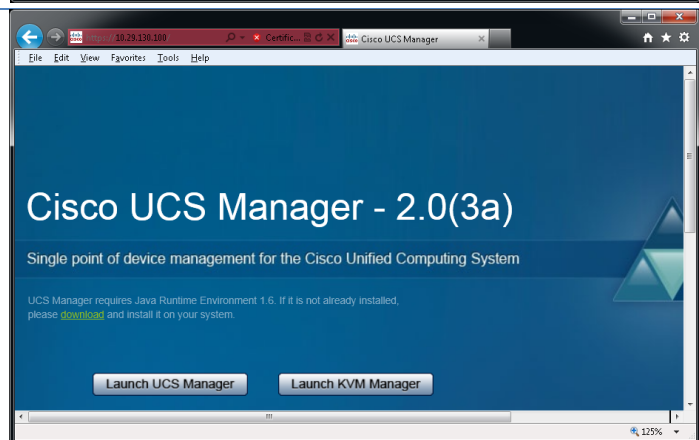 https://10.29.130.100/
Certific...
Cisco UCS Manager
File Edit View Favorites Tools Help
Cisco UCS Manager - 2.0(3a)
Single point of device management for the Cisco Unified Computing System
UCS Manager requires Java Runtime Environment 1.6. If it is not already installed,
please download and install it on your system.
Launch UCS Manager
Launch KVM Manager
125%